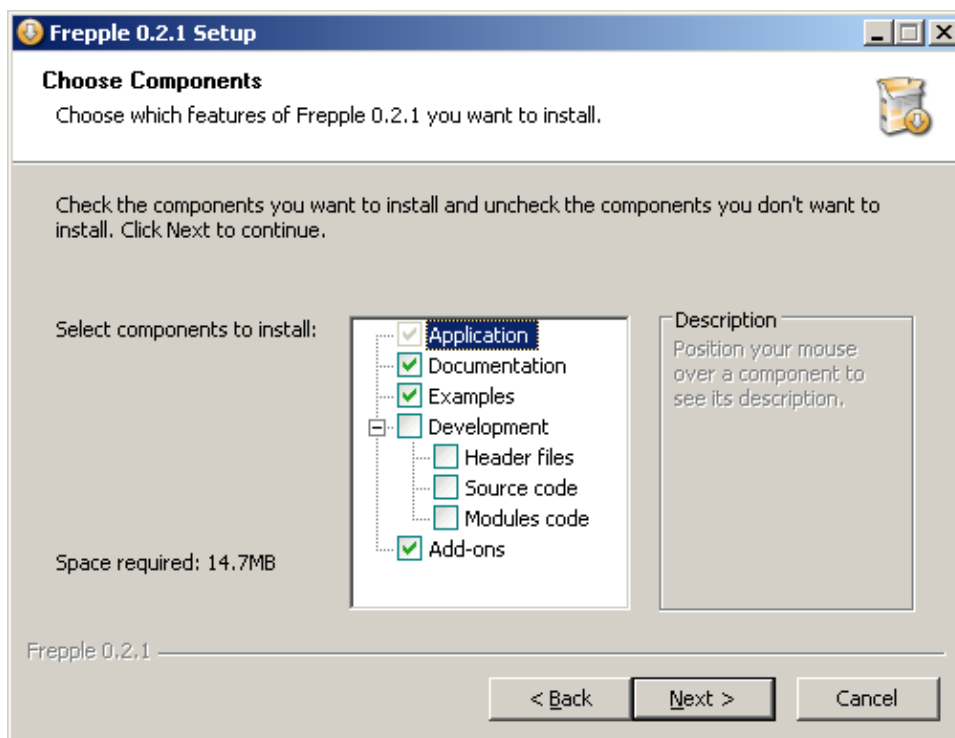 Frepple 0.2.1 Setup
Choose Components
Choose which features of Frepple 0.2.1 you want to install.
Check the components you want to install and uncheck the components you don't want to
install. Click Next to continue.
Select components to install:
Application
Documentation
Examples
Development
Header files
Source code
Modules code
Add-ons
Description
Position your mouse
over a component to
see its description.
Space required: 14.7MB
Frepple 0.2.1
< Back
Next >
Cancel